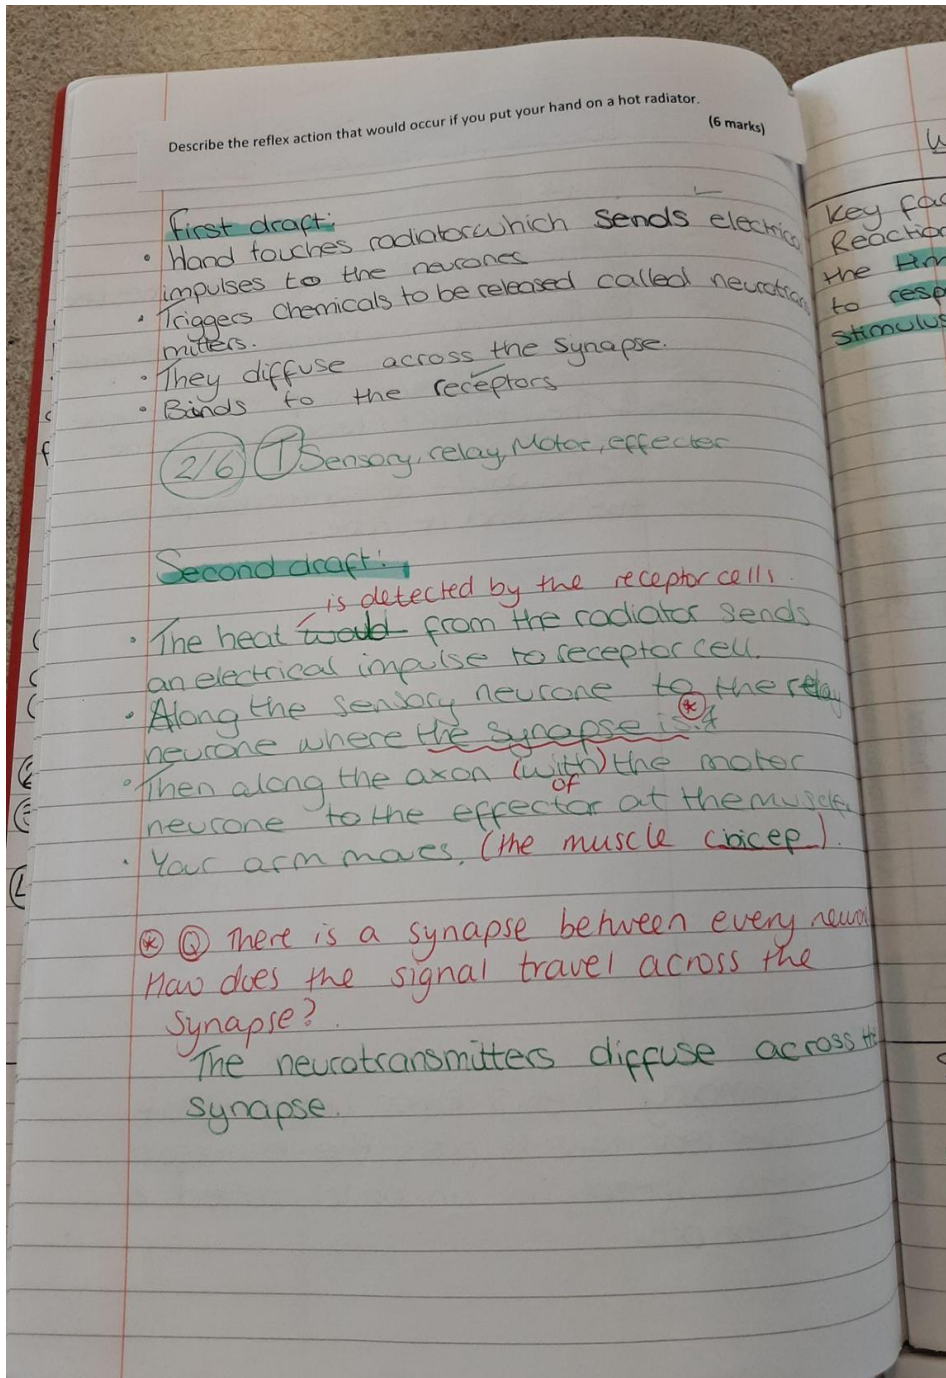 Describe the reflex action that would occur if you put your hand on a hot radiator.
(6 marks)
First draft:
• Hand touches radiator which sends electrica
impulses to the neurones
• Triggers Chemicals to be released called neurotran
mitters.
• They diffuse across the synapse.
• Binds to the receptors
2/6 T Sensory, relay, Motor, effecter
Second draft:
is detected by the receptor cells.
• The heat would from the radiator sends
an electrical impulse to receptor cell.
• Along the sensory neurone to the relay
neurone where the synapse is.
• Then along the axon (with) the motor
of
neurone to the effector at the muscle
• Your arm moves. (the muscle bicep).
* Q There is a synapse between every neuron
How does the signal travel across the
synapse?
The neurotransmitters diffuse across the
synapse.
Key fac
Reaction
the
to resp
stimulus